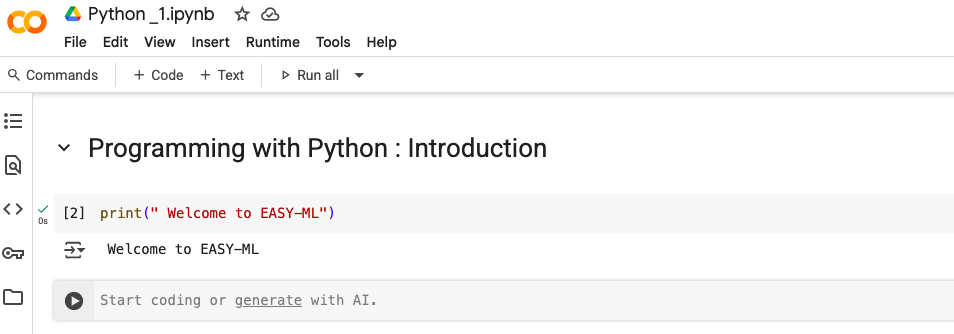 Python _1.ipynb
File Edit View Insert Runtime Tools Help
Commands + Code + Text Run all
Programming with Python : Introduction
[2] print(" Welcome to EASY-ML")
0s
Welcome to EASY-ML
Start coding or generate with AI.